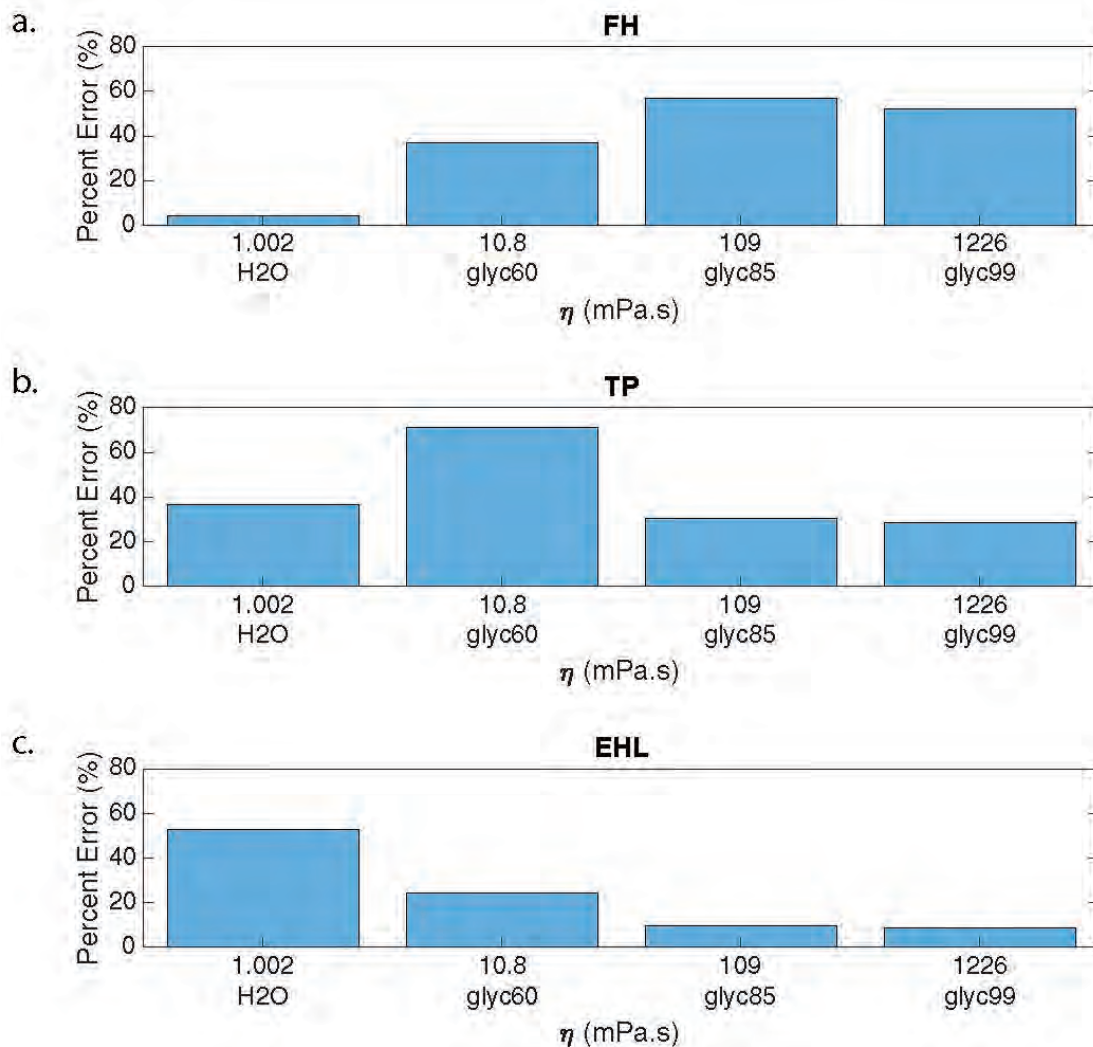 a.
FH
Percent Error (%)
80
60
40
20
0
1.002 10.8 109 1226
H2O glyc60 glyc85 glyc99
η (mPa.s)
b.
TP
Percent Error (%)
80
60
40
20
0
1.002 10.8 109 1226
H2O glyc60 glyc85 glyc99
η (mPa.s)
c.
EHL
Percent Error (%)
80
60
40
20
0
1.002 10.8 109 1226
H2O glyc60 glyc85 glyc99
η (mPa.s)